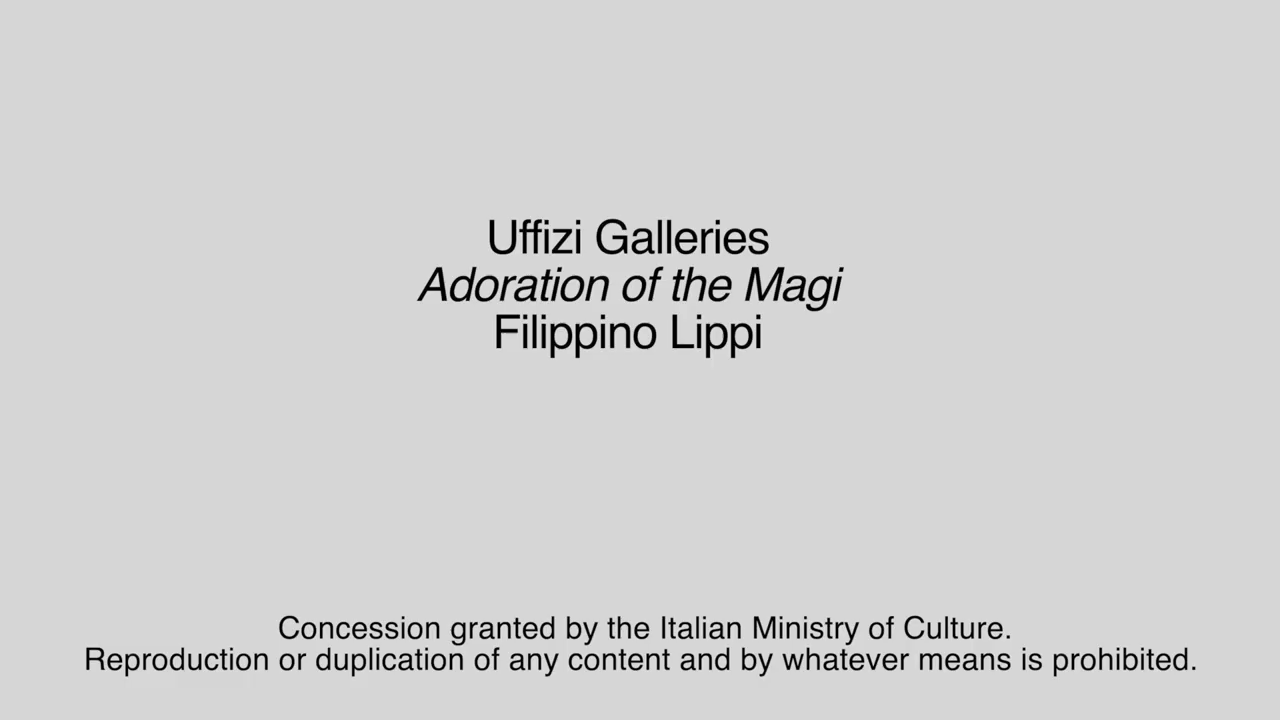 Uffizi Galleries
Adoration of the Magi
Filippino Lippi
Concession granted by the Italian Ministry of Culture.
Reproduction or duplication of any content and by whatever means is prohibited.